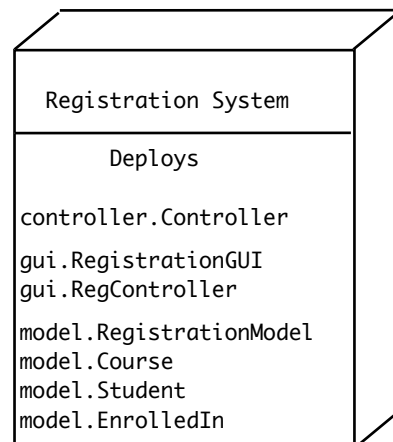 Registration System
Deploys
controller.Controller
gui.RegistrationGUI
gui.RegController
model.RegistrationModel
model.Course
model.Student
model.EnrolledIn